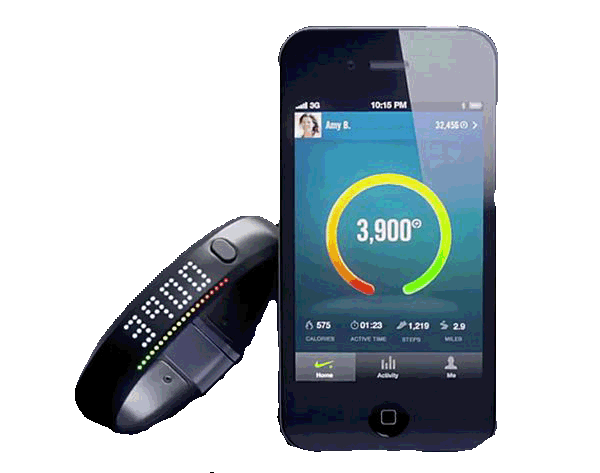 3G 10:15 PM
Amy B. 32,456 >
3,900
575 01:23 1,219 2.9
CALORIES ACTIVE TIME STEPS MILES
Home Activity Me
3900